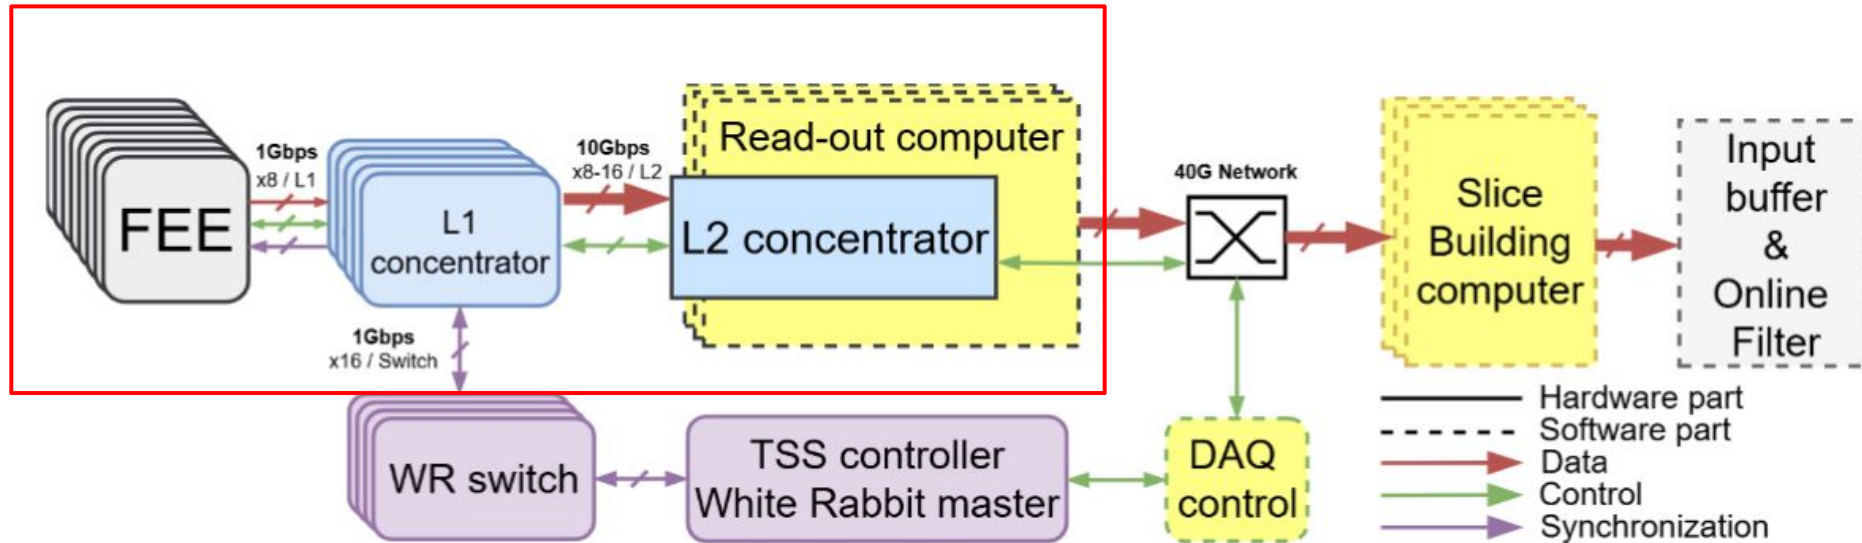 FEE
1Gbps
x8 / L1
L1
concentrator
10Gbps
x8-16 / L2
Read-out computer
L2 concentrator
40G Network
Slice
Building
computer
Input
buffer
&
Online
Filter
1Gbps
x16 / Switch
WR switch
TSS controller
White Rabbit master
DAQ
control
Hardware part
Software part
Data
Control
Synchronization